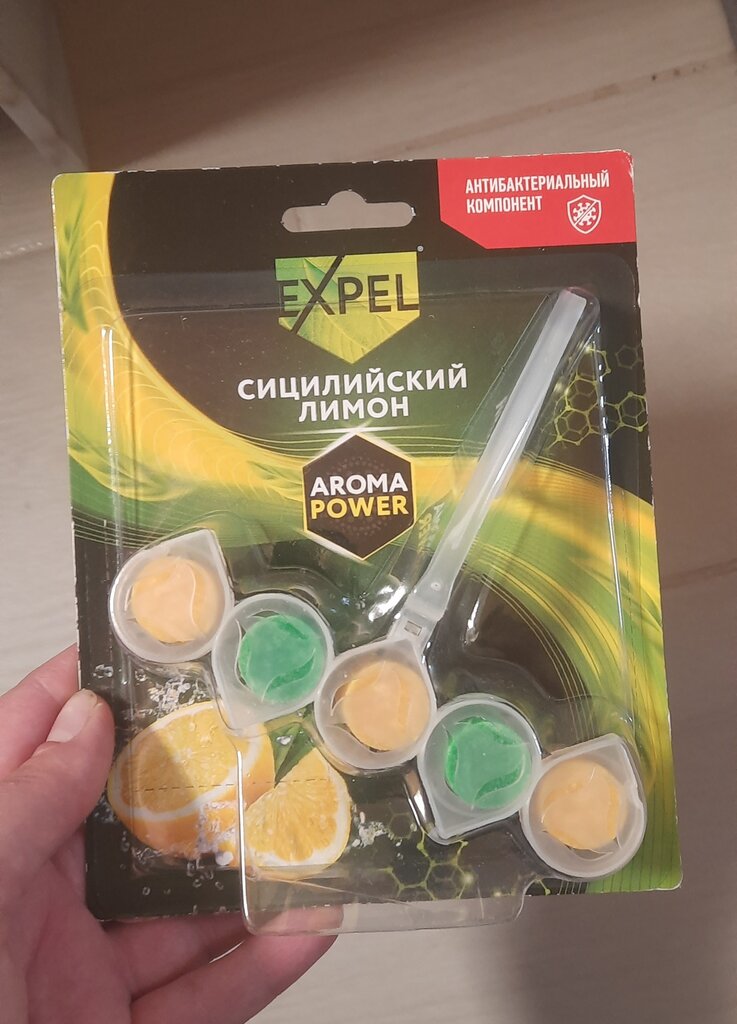 АНТИБАКТЕРИАЛЬНЫЙ
КОМПОНЕНТ
EXPEL
СИЦИЛИЙСКИЙ
ЛИМОН
AROMA
POWER